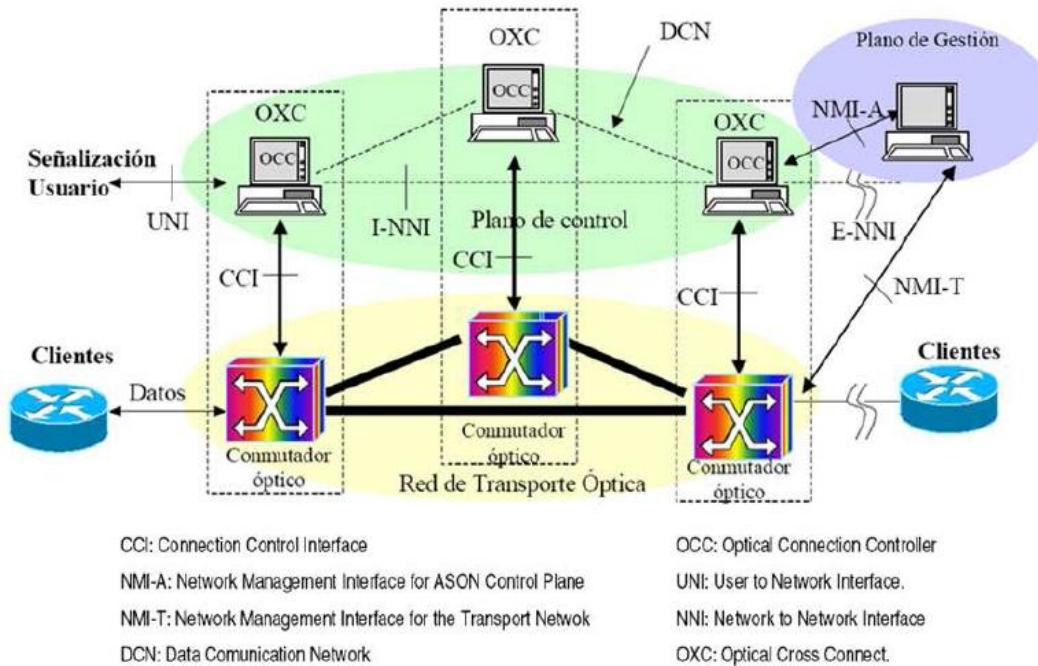 OXC
DCN
Plano de Gestión
OCC
OXC
OXC
NMI-A
Señalización
Usuario
OCC
OCC
UNI
I-NNI
Plano de control
E-NNI
CCI
CCI
CCI
NMI-T
Clientes
Clientes
Datos
Conmutador
óptico
Conmutador
óptico
Conmutador
óptico
Red de Transporte Óptica
CCI: Connection Control Interface
NMI-A: Network Management Interface for ASON Control Plane
NMI-T: Network Management Interface for the Transport Netwok
DCN: Data Comunication Network
OCC: Optical Connection Controller
UNI: User to Network Interface.
NNI: Network to Network Interface
OXC: Optical Cross Connect.